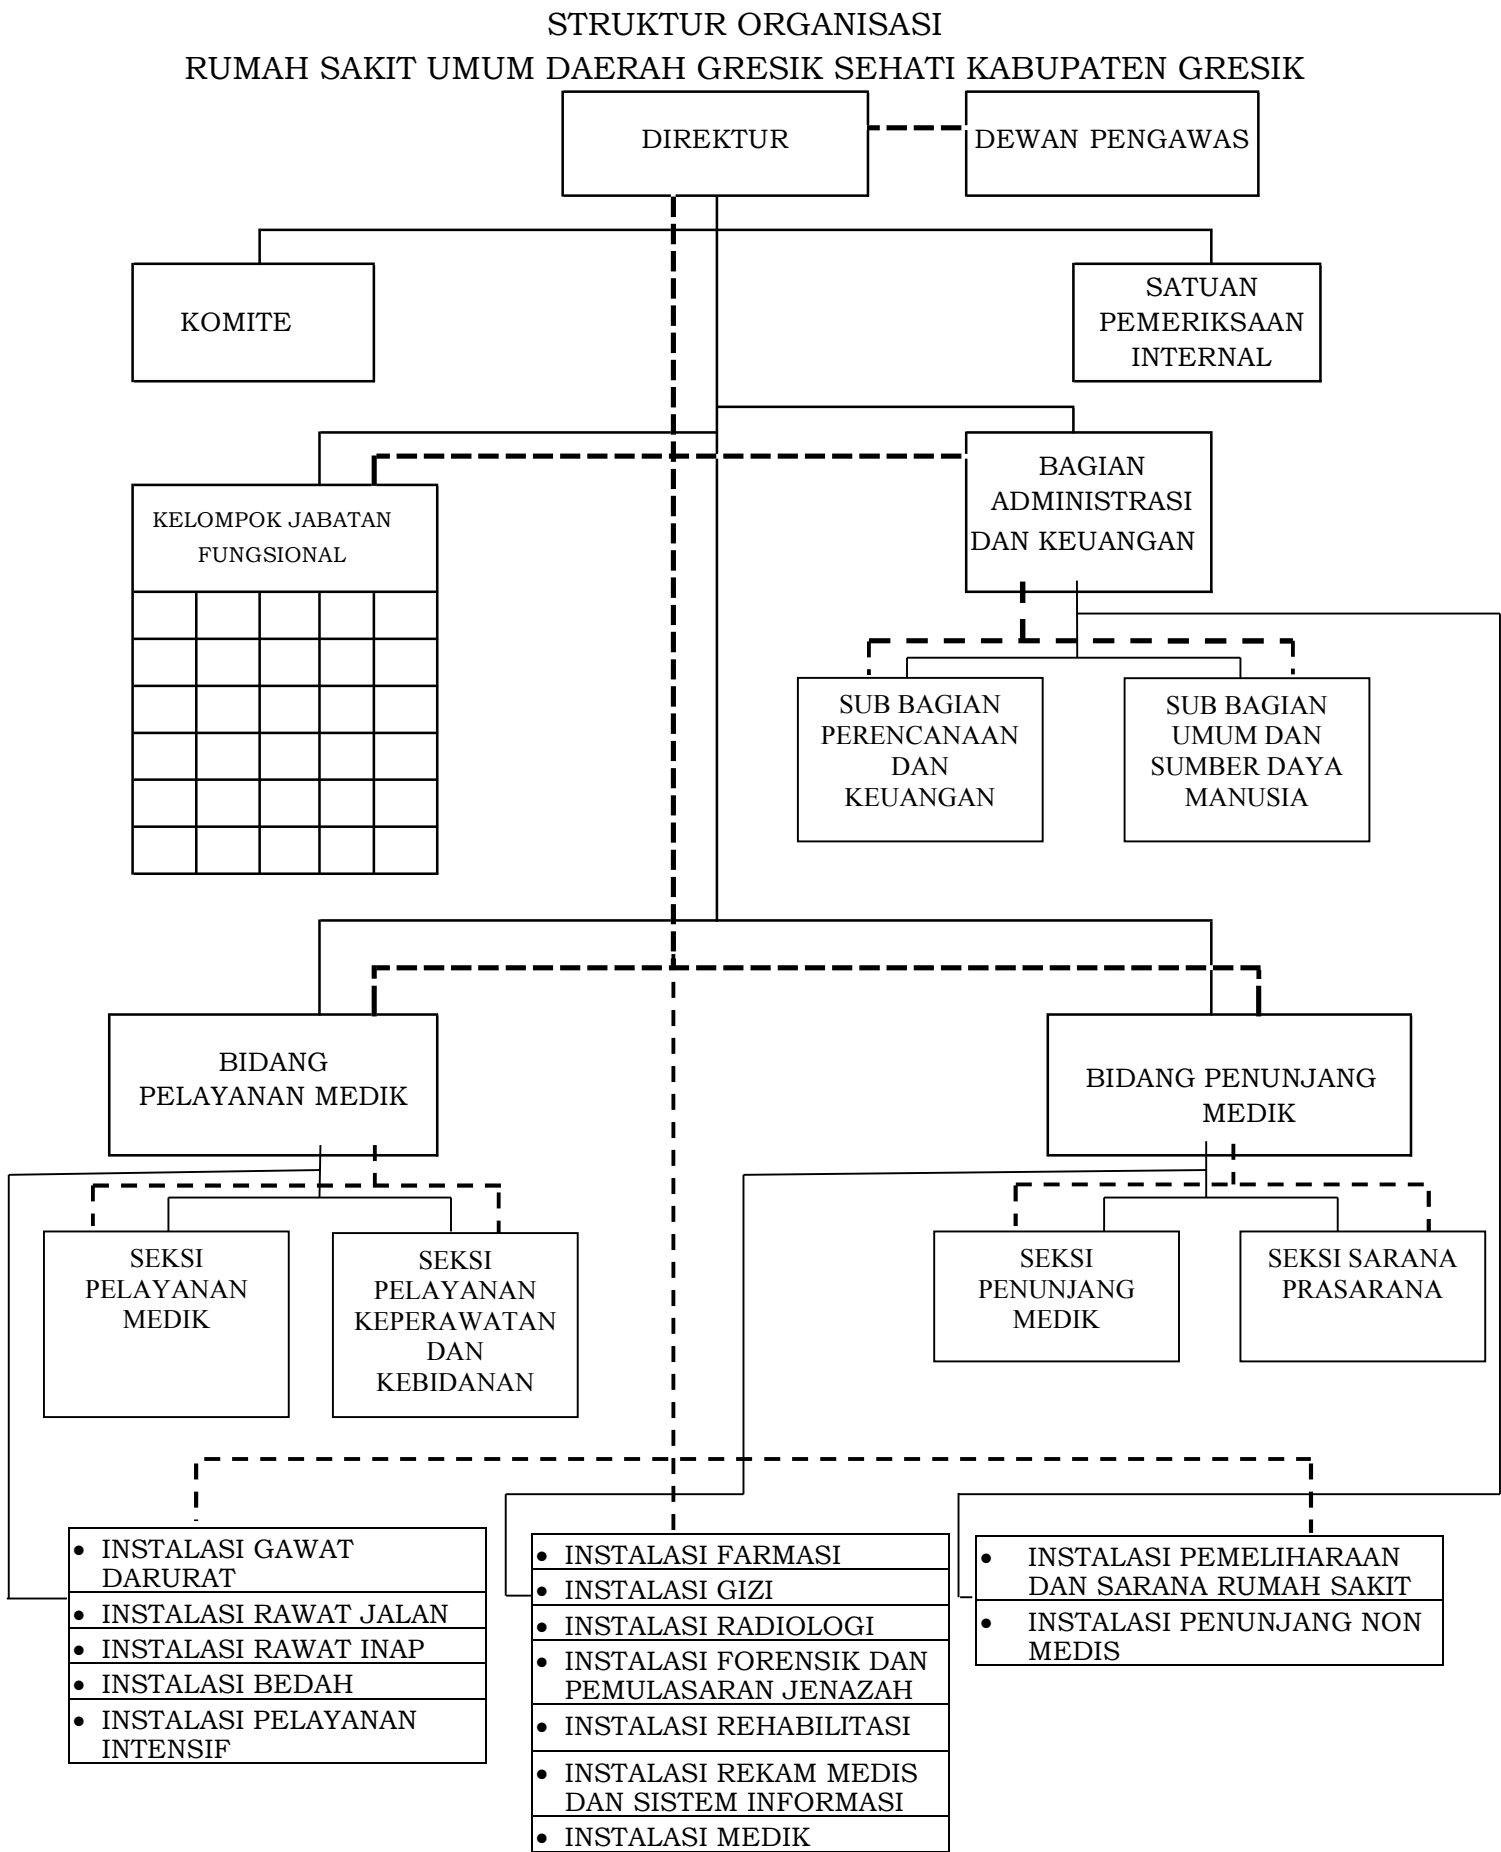 STRUKTUR ORGANISASI
RUMAH SAKIT UMUM DAERAH GRESIK SEHATI KABUPATEN GRESIK
DIREKTUR
DEWAN PENGAWAS
KOMITE
SATUAN
PEMERIKSAAN
INTERNAL
BAGIAN
ADMINISTRASI
DAN KEUANGAN
KELOMPOK JABATAN
FUNGSIONAL
SUB BAGIAN
PERENCANAAN
DAN
KEUANGAN
SUB BAGIAN
UMUM DAN
SUMBER DAYA
MANUSIA
BIDANG
PELAYANAN MEDIK
BIDANG PENUNJANG
MEDIK
SEKSI
PELAYANAN
MEDIK
SEKSI
PELAYANAN
KEPERAWATAN
DAN
KEBIDANAN
SEKSI
PENUNJANG
MEDIK
SEKSI SARANA
PRASARANA
• INSTALASI GAWAT
DARURAT
• INSTALASI RAWAT JALAN
• INSTALASI RAWAT INAP
• INSTALASI BEDAH
• INSTALASI PELAYANAN
INTENSIF
• INSTALASI FARMASI
• INSTALASI GIZI
• INSTALASI RADIOLOGI
• INSTALASI FORENSIK DAN
PEMULASARAN JENAZAH
• INSTALASI REHABILITASI
• INSTALASI REKAM MEDIS
DAN SISTEM INFORMASI
• INSTALASI MEDIK
• INSTALASI PEMELIHARAAN
DAN SARANA RUMAH SAKIT
• INSTALASI PENUNJANG NON
MEDIS